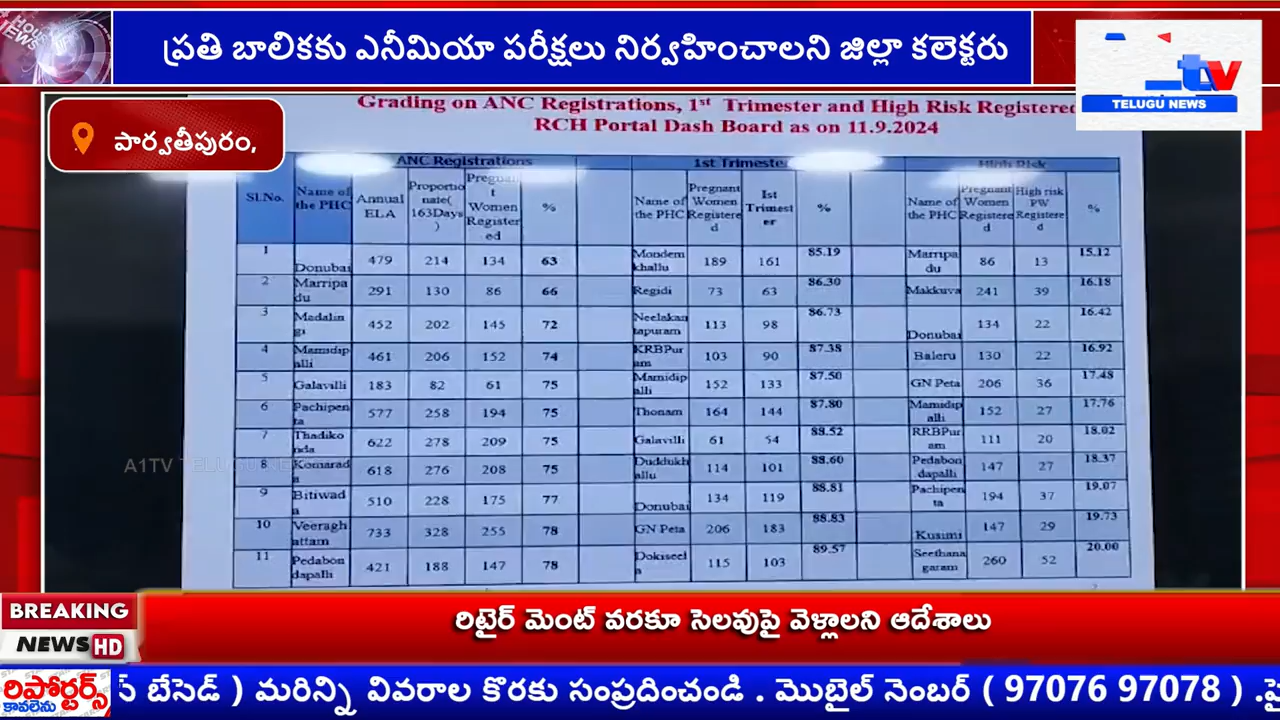 24 HOURS NEWS
ప్రతి బాలికకు ఎనీమియా పరీక్షలు నిర్వహించాలని జిల్లా కలెక్టరు
tv
TELUGU NEWS
పార్వతీపురం,
Grading on ANC Registrations, 1st Trimester and High Risk Registered
RCH Portal Dash Board as on 11.9.2024
ANC Registrations 1st Trimester High Risk
Sl.No. Name of the PHC Annual ELA Proportionate( 163Days ) Pregnant Women Registered % Name of the PHC Pregnant Women Registered Ist Trimester % Name of the PHC Pregnant Women Registered High risk PW Registered %
1 Donubai 479 214 134 63 Mondemkhallu 189 161 85.19 Marripadu 86 13 15.12
2 Marripadu 291 130 86 66 Regidi 73 63 86.30 Makkuva 241 39 16.18
3 Madalingi 452 202 145 72 Neelakantapuram 113 98 86.73 Donubai 134 22 16.42
4 Mamidipalli 461 206 152 74 KRBPuram 103 90 87.38 Baleru 130 22 16.92
5 Galavilli 183 82 61 75 Mamidipalli 152 133 87.50 GN Peta 206 36 17.48
6 Pachipenta 577 258 194 75 Thonam 164 144 87.80 Mamidipalli 152 27 17.76
7 Thadikonda 622 278 209 75 Galavilli 61 54 88.52 RRBPuram 111 20 18.02
8 Komarada 618 276 208 75 Duddukhallu 114 101 88.60 Pedabondapalli 147 27 18.37
9 Bitiwada 510 228 175 77 Donubai 134 119 88.81 Pachipenta 194 37 19.07
10 Veeraghattam 733 328 255 78 GN Peta 206 183 88.83 Kusimi 147 29 19.73
11 Pedabondapalli 421 188 147 78 Dokiseela 115 103 89.57 Seethanagaram 260 52 20.00
A1TV TELUGU NEWS
BREAKING
NEWS HD
రిటైర్ మెంట్ వరకూ సెలవుపై వెళ్లాలని ఆదేశాలు
రిపోర్టర్స్
కావలెను
బేసెడ్ ) మరిన్ని వివరాల కొరకు సంప్రదించండి . మొబైల్ నెంబర్ ( 97076 97078 ) .